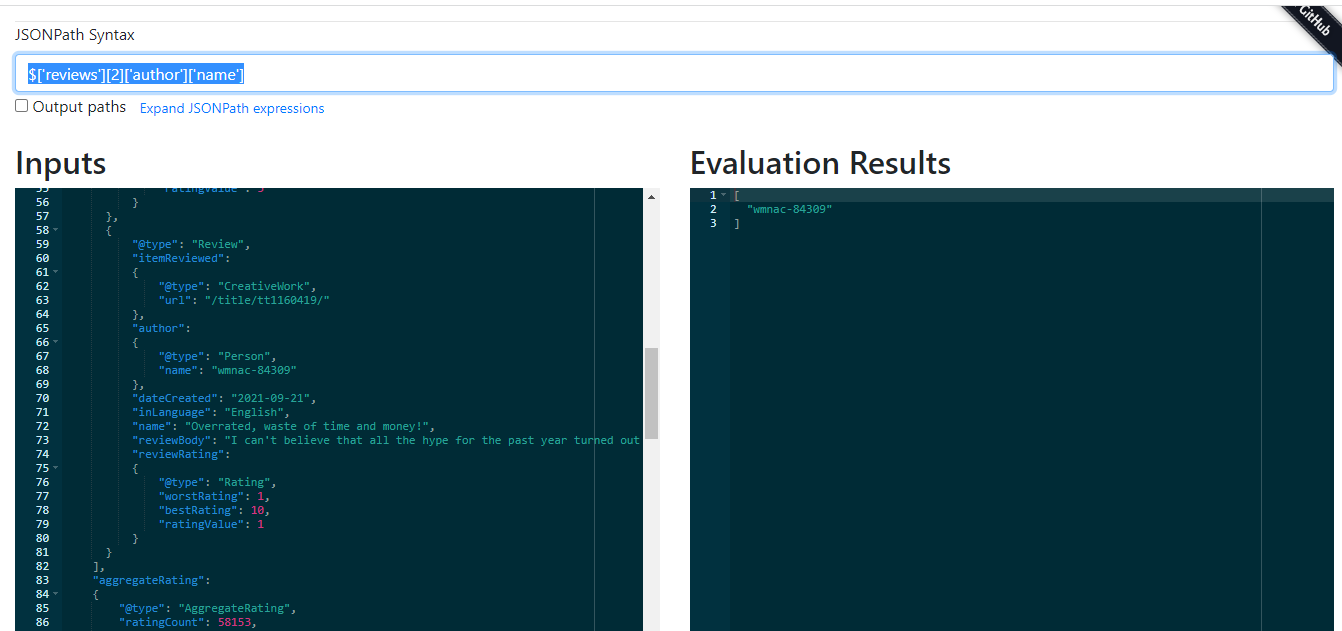 GitHub
JSONPath Syntax
$['reviews'][2]['author']['name']
Output paths Expand JSONPath expressions
Inputs
55 "ratingValue": 5
56 }
57 },
58 {
59 "@type": "Review",
60 "itemReviewed":
61 {
62 "@type": "CreativeWork",
63 "url": "/title/tt1160419/"
64 },
65 "author":
66 {
67 "@type": "Person",
68 "name": "wmnac-84309"
69 },
70 "dateCreated": "2021-09-21",
71 "inLanguage": "English",
72 "name": "Overrated, waste of time and money!",
73 "reviewBody": "I can't believe that all the hype for the past year turned out
74 "reviewRating":
75 {
76 "@type": "Rating",
77 "worstRating": 1,
78 "bestRating": 10,
79 "ratingValue": 1
80 }
81 }
82 ],
83 "aggregateRating":
84 {
85 "@type": "AggregateRating",
86 "ratingCount": 58153,
Evaluation Results
1 [
2 "wmnac-84309"
3 ]